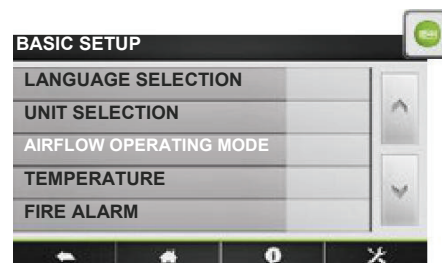 BASIC SETUP
LANGUAGE SELECTION
UNIT SELECTION
AIRFLOW OPERATING MODE
TEMPERATURE
FIRE ALARM